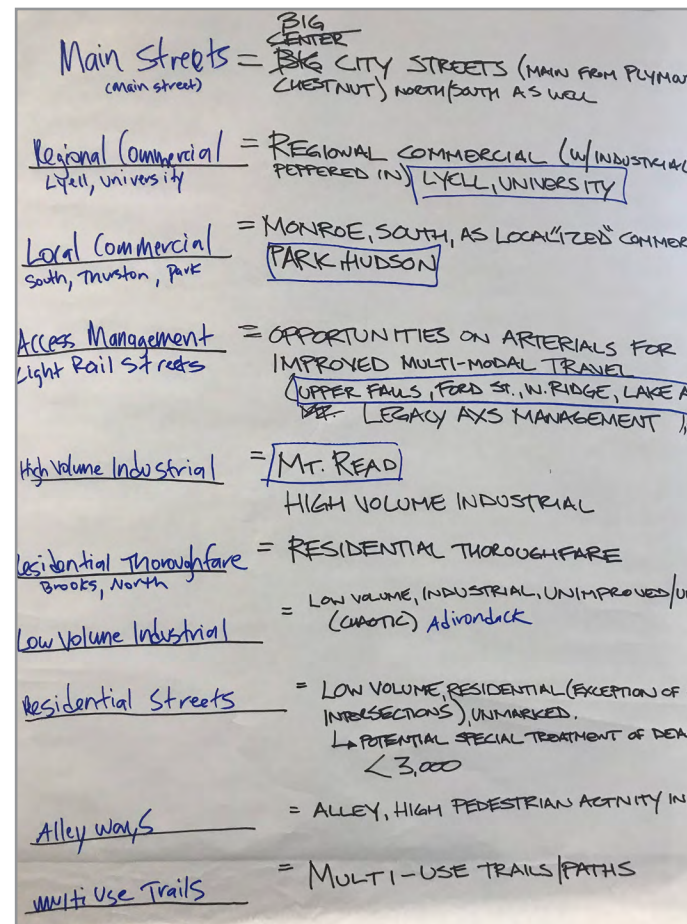 BIG
CENTER
Main Streets = BIG CITY STREETS (MAIN FROM PLYMOU
(main street) CHESTNUT) NORTH/SOUTH AS WELL
Regional Commercial = REGIONAL COMMERCIAL (W/INDUSTRIAL
Lyell, University PEPPERED IN) LYELL, UNIVERSITY
Local Commercial = MONROE, SOUTH, AS LOCAL"IZED" COMMER
South, Thurston, Park PARK, HUDSON
Access Management = OPPORTUNITIES ON ARTERIALS FOR
Light Rail Streets IMPROVED MULTI-MODAL TRAVEL
(UPPER FALLS, FORD ST., N. RIDGE, LAKE A
LEGACY AXS MANAGEMENT)
High Volume Industrial = MT. READ
HIGH VOLUME INDUSTRIAL
esidential Thoroughfare = RESIDENTIAL THOROUGHFARE
Brooks, North
= LOW VOLUME, INDUSTRIAL, UNIMPROVED/U
Low Volume Industrial (CHAOTIC) Adirondack
Residential Streets = LOW VOLUME, RESIDENTIAL (EXCEPTION OF
INTERSECTIONS), UNMARKED.
↳ POTENTIAL SPECIAL TREATMENT OF DEA
< 3,000
Alley ways = ALLEY, HIGH PEDESTRIAN ACTIVITY IN
Multi Use Trails = MULTI-USE TRAILS/PATHS